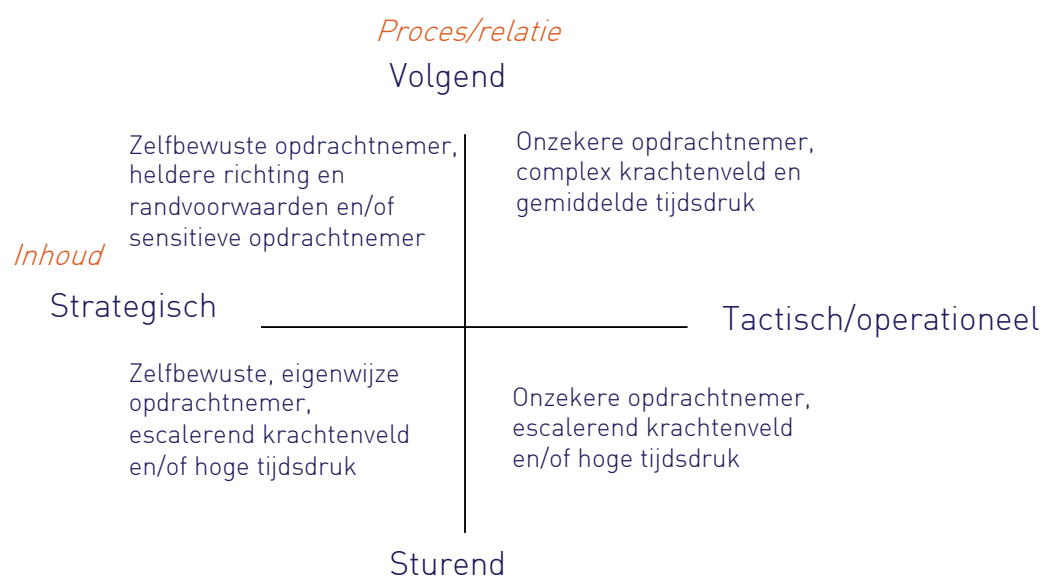 Proces/relatie
Volgend
Zelfbewuste opdrachtnemer,
heldere richting en
randvoorwaarden en/of
sensitieve opdrachtnemer
Onzekere opdrachtnemer,
complex krachtenveld en
gemiddelde tijdsdruk
Inhoud
Strategisch
Tactisch/operationeel
Zelfbewuste, eigenwijze
opdrachtnemer,
escalerend krachtenveld
en/of hoge tijdsdruk
Onzekere opdrachtnemer,
escalerend krachtenveld
en/of hoge tijdsdruk
Sturend